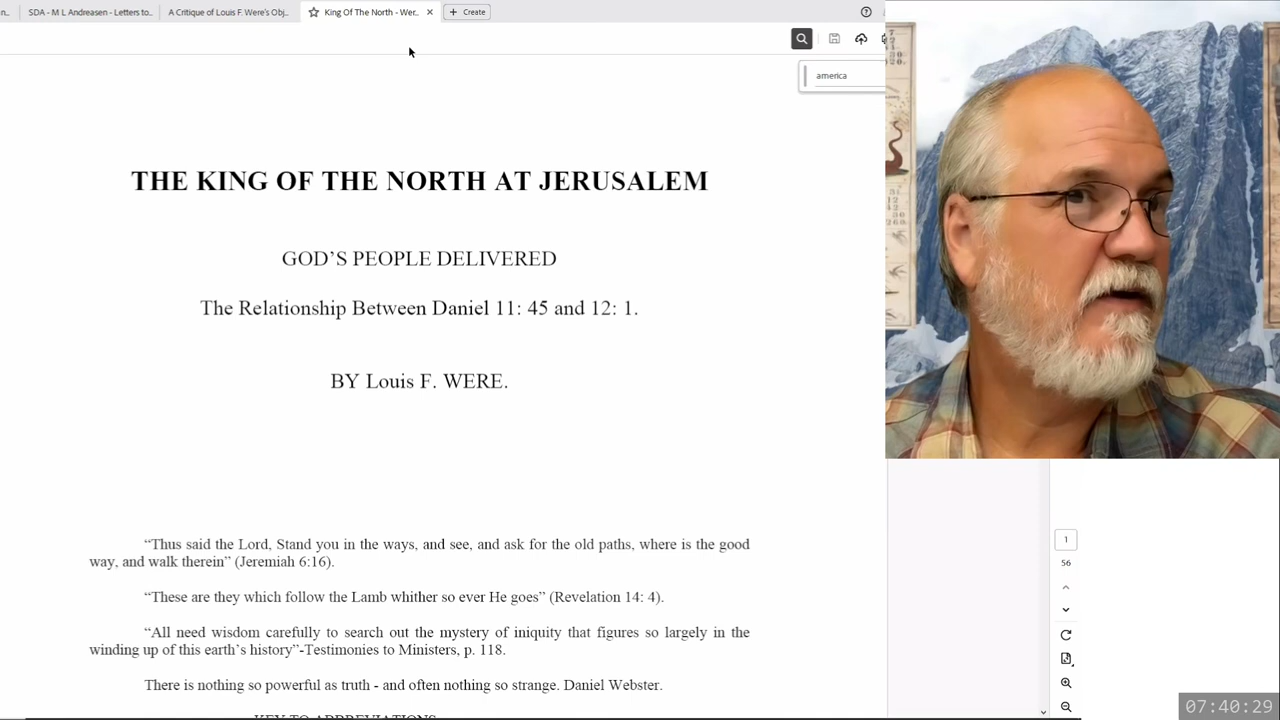 SDA - M L Andreasen - Letters to...
A Critique of Louis F. Were's Obj...
King Of The North - Wer...
Create
america
THE KING OF THE NORTH AT JERUSALEM
GOD'S PEOPLE DELIVERED
The Relationship Between Daniel 11: 45 and 12: 1.
BY Louis F. WERE.
“Thus said the Lord, Stand you in the ways, and see, and ask for the old paths, where is the good
way, and walk therein” (Jeremiah 6:16).
“These are they which follow the Lamb whither so ever He goes” (Revelation 14: 4).
“All need wisdom carefully to search out the mystery of iniquity that figures so largely in the
winding up of this earth’s history”-Testimonies to Ministers, p. 118.
There is nothing so powerful as truth - and often nothing so strange. Daniel Webster.
KEY TO ABBREVIATIONS
1
56
07:40:29